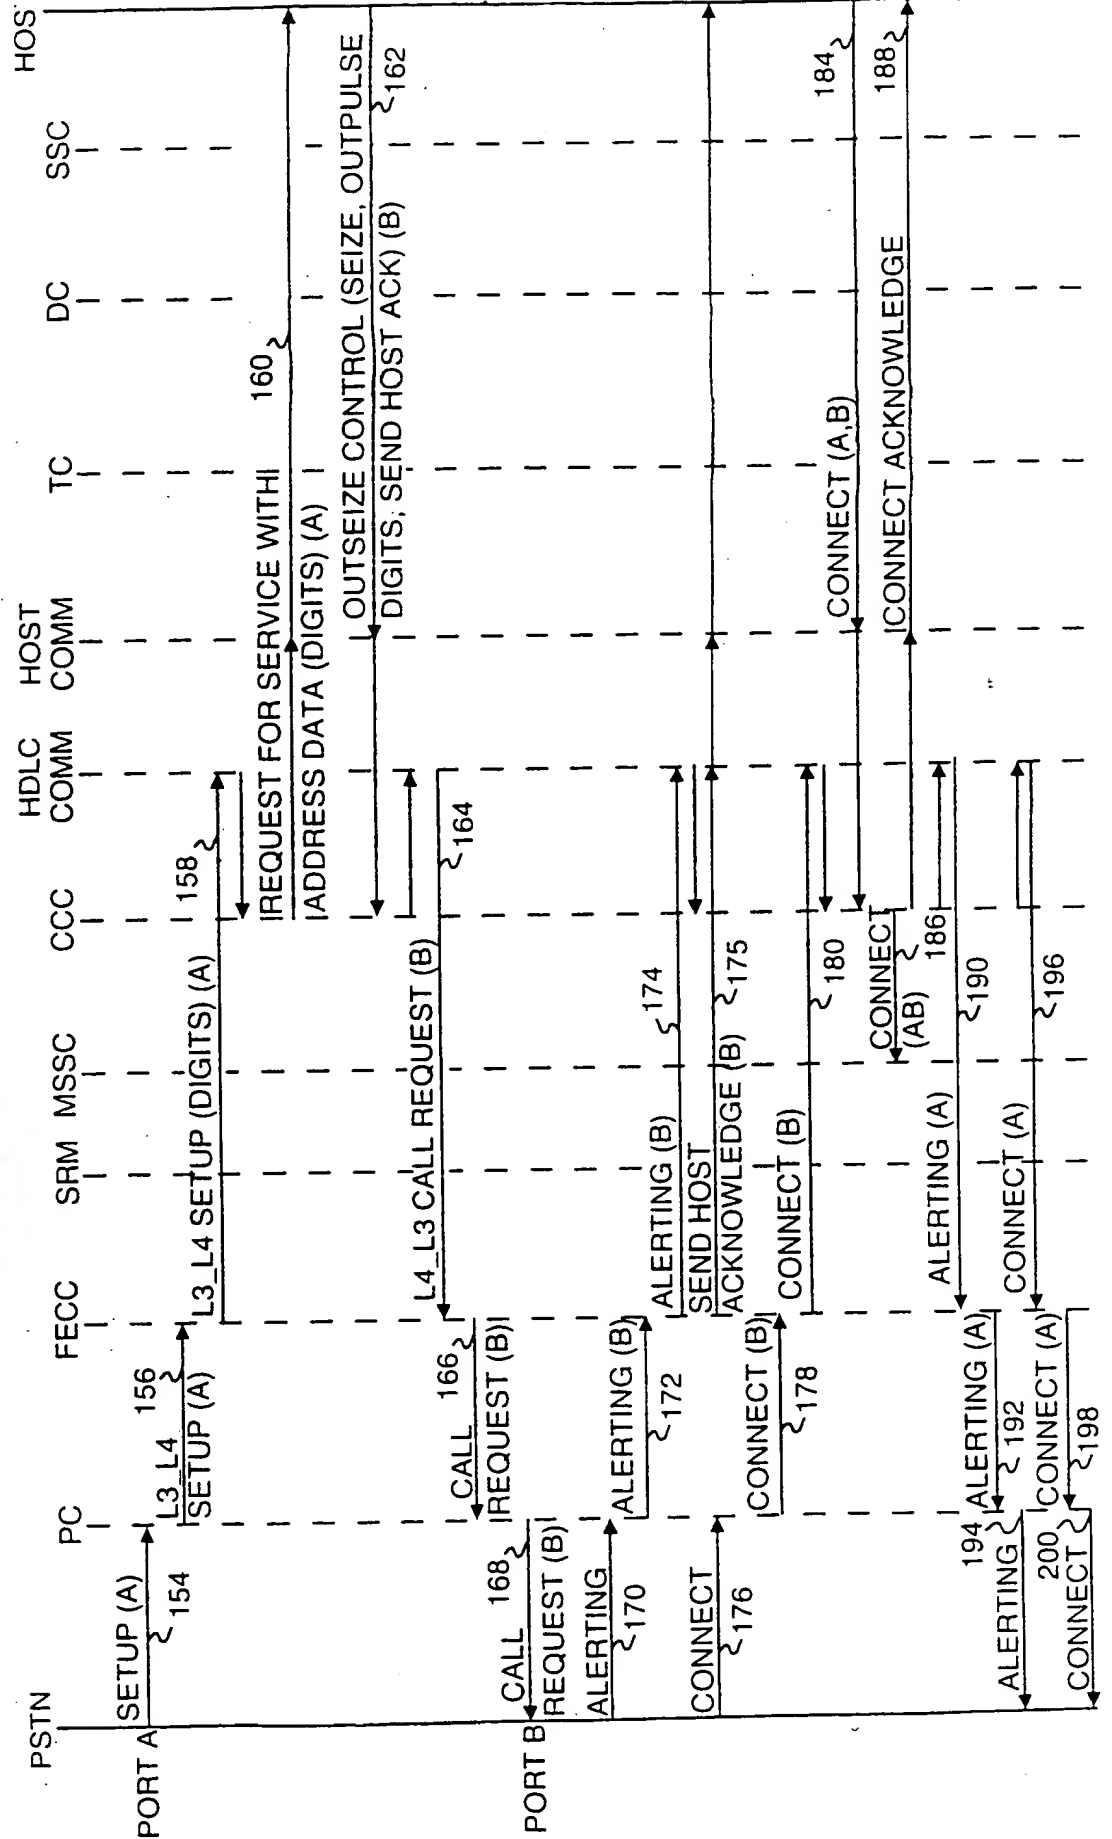 PSTN
PC
FECC
SRM
MSSC
CCC
HDLC
COMM
HOST
COMM
TC
DC
SSC
HOS
PORT A
SETUP (A)
154
L3_L4
SETUP (A)
156
L3_L4 SETUP (DIGITS) (A)
158
REQUEST FOR SERVICE WITH
ADDRESS DATA (DIGITS) (A)
160
OUTSEIZE CONTROL (SEIZE, OUTPULSE
DIGITS, SEND HOST ACK) (B)
162
L4_L3 CALL REQUEST (B)
164
CALL
REQUEST (B)
166
PORT B
CALL
REQUEST (B)
168
ALERTING
170
ALERTING (B)
172
ALERTING (B)
174
SEND HOST
ACKNOWLEDGE (B)
175
CONNECT
176
CONNECT (B)
178
CONNECT (B)
180
CONNECT (A,B)
184
CONNECT
(AB)
186
CONNECT ACKNOWLEDGE
188
ALERTING (A)
190
ALERTING (A)
192
ALERTING
194
CONNECT (A)
196
CONNECT (A)
198
CONNECT
200